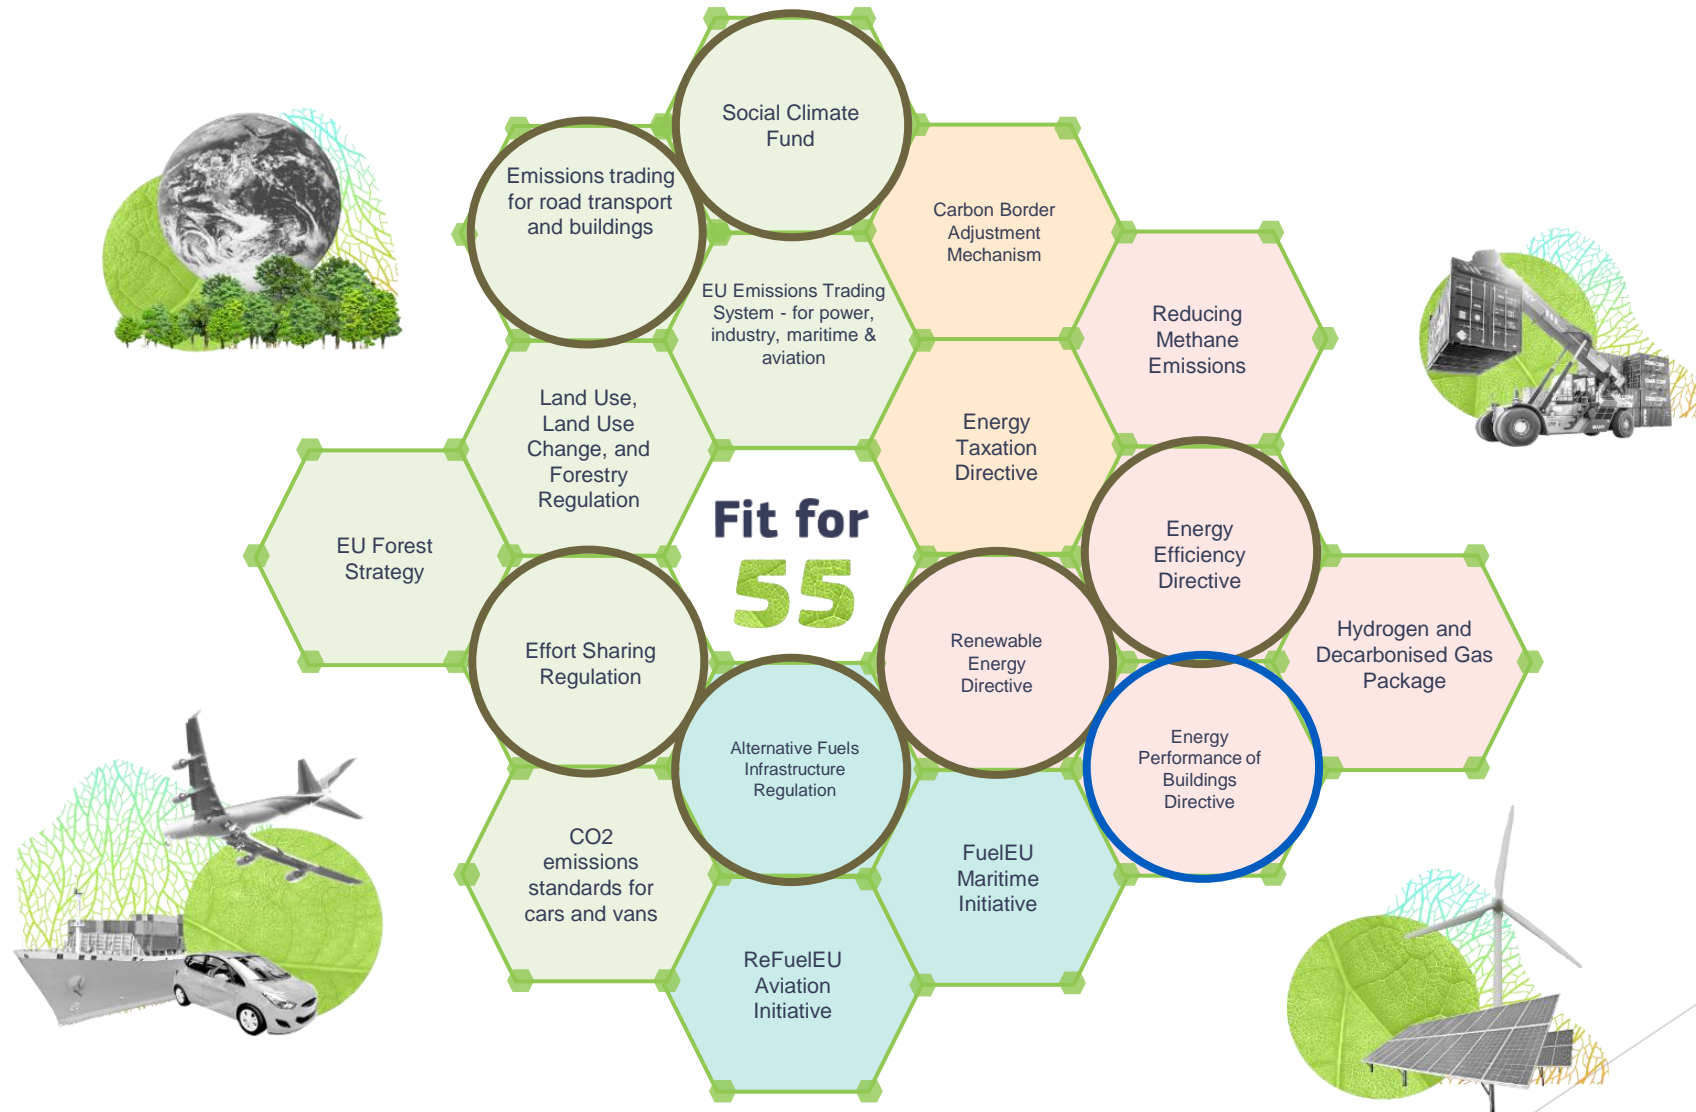 Social Climate
Fund
Emissions trading
for road transport
and buildings
Carbon Border
Adjustment
Mechanism
EU Emissions Trading
System - for power,
industry, maritime &
aviation
Reducing
Methane
Emissions
Land Use,
Land Use
Change, and
Forestry
Regulation
Energy
Taxation
Directive
Fit for
55
EU Forest
Strategy
Energy
Efficiency
Directive
Effort Sharing
Regulation
Renewable
Energy
Directive
Hydrogen and
Decarbonised Gas
Package
Alternative Fuels
Infrastructure
Regulation
Energy
Performance of
Buildings
Directive
CO2
emissions
standards for
cars and vans
FuelEU
Maritime
Initiative
ReFuelEU
Aviation
Initiative